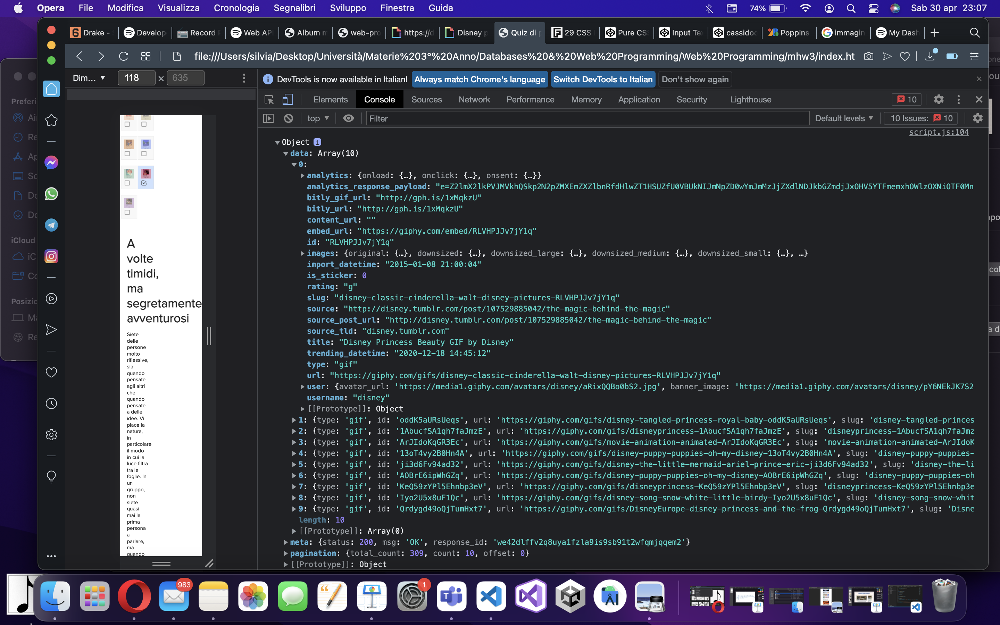 Opera File Modifica Visualizza Cronologia Segnalibri Sviluppo Finestra Guida 74% Sab 30 apr 23:07
Drake - Develop Record Web API Album web-pro https://d Disney p Quiz di p 29 CSS Pure CS Input Te cassido Poppins immagin My Dash
file:///Users/silvia/Desktop/Università/Materie%203°%20Anno/Databases%20&%20Web%20Programming/Web%20Programming/mhw3/index.ht
Dim... ▼ 118 × 635
DevTools is now available in Italian! Always match Chrome's language Switch DevTools to Italian Don't show again
Elements Console Sources Network Performance Memory Application Security Lighthouse 10
top ▼ Filter Default levels ▼ 10 Issues: 10
Preferi
Ai
Re
Ap
Sc
Do
Do
iCloud
iC
Co
Posizio
Ma
Re
A
volte
timidi,
ma
segretamente
avventurosi
Siete
delle
persone
molto
riflessive,
sia
quando
pensate
agli altri
che
quando
pensate
a delle
idee. Vi
piace la
natura,
in
particolare
il modo
in cui la
luce filtra
tra le
foglie. In
un
gruppo,
non
siete
quasi
mai la
prima
persona
a
parlare,
ma
quando
script.js:104
▼Object i
▼data: Array(10)
▼0:
▶analytics: {onload: {…}, onclick: {…}, onsent: {…}}
analytics_response_payload: "e=Z2lmX2lkPVJMVkhQSkp2N2pZMXEmZXZlbnRfdHlwZT1HSUZfU0VBUkNIJmNpZD0wYmJmMzJjZXdlNDJkbGZmdjJxOHV5YTFmemxhOWlzOXNiOTF0Mn
bitly_gif_url: "http://gph.is/1xMqkzU"
bitly_url: "http://gph.is/1xMqkzU"
content_url: ""
embed_url: "https://giphy.com/embed/RLVHPJJv7jY1q"
id: "RLVHPJJv7jY1q"
▶images: {original: {…}, downsized: {…}, downsized_large: {…}, downsized_medium: {…}, downsized_small: {…}, …}
import_datetime: "2015-01-08 21:00:04"
is_sticker: 0
rating: "g"
slug: "disney-classic-cinderella-walt-disney-pictures-RLVHPJJv7jY1q"
source: "http://disney.tumblr.com/post/107529885042/the-magic-behind-the-magic"
source_post_url: "http://disney.tumblr.com/post/107529885042/the-magic-behind-the-magic"
source_tld: "disney.tumblr.com"
title: "Disney Princess Beauty GIF by Disney"
trending_datetime: "2020-12-18 14:45:12"
type: "gif"
url: "https://giphy.com/gifs/disney-classic-cinderella-walt-disney-pictures-RLVHPJJv7jY1q"
▶user: {avatar_url: 'https://media1.giphy.com/avatars/disney/aRixQQBo0bS2.jpg', banner_image: 'https://media1.giphy.com/avatars/disney/pY6NEkJK7S2
username: "disney"
▶[[Prototype]]: Object
▶1: {type: 'gif', id: 'oddK5aURsUeqs', url: 'https://giphy.com/gifs/disney-tangled-princess-royal-baby-oddK5aURsUeqs', slug: 'disney-tangled-princes
▶2: {type: 'gif', id: '1AbucfSA1qh7faJmzE', url: 'https://giphy.com/gifs/disneyprincess-1AbucfSA1qh7faJmzE', slug: 'disneyprincess-1AbucfSA1qh7faJmz
▶3: {type: 'gif', id: 'ArJIdoKqGR3Ec', url: 'https://giphy.com/gifs/movie-animation-animated-ArJIdoKqGR3Ec', slug: 'movie-animation-animated-ArJIdoK
▶4: {type: 'gif', id: '13oT4vy2B0Hn4A', url: 'https://giphy.com/gifs/disney-puppy-puppies-oh-my-disney-13oT4vy2B0Hn4A', slug: 'disney-puppy-puppies-
▶5: {type: 'gif', id: 'ji3d6Fv94ad32', url: 'https://giphy.com/gifs/disney-the-little-mermaid-ariel-prince-eric-ji3d6Fv94ad32', slug: 'disney-the-li
▶6: {type: 'gif', id: 'AOBrE6ipWhGZq', url: 'https://giphy.com/gifs/disney-puppy-puppies-oh-my-disney-AOBrE6ipWhGZq', slug: 'disney-puppy-puppies-oh
▶7: {type: 'gif', id: 'KeQ59zYPl5Ehnbp3eV', url: 'https://giphy.com/gifs/disneyprincess-KeQ59zYPl5Ehnbp3eV', slug: 'disneyprincess-KeQ59zYPl5Ehnbp3e
▶8: {type: 'gif', id: 'Iyo2U5x8uF1Qc', url: 'https://giphy.com/gifs/disney-song-snow-white-little-birdy-Iyo2U5x8uF1Qc', slug: 'disney-song-snow-whit
▶9: {type: 'gif', id: 'Qrdygd49oQjTumHxt7', url: 'https://giphy.com/gifs/DisneyEurope-disney-princess-and-the-frog-Qrdygd49oQjTumHxt7', slug: 'Disne
length: 10
▶[[Prototype]]: Array(0)
▶meta: {status: 200, msg: 'OK', response_id: 'we42dlffv2q8uya1fzla9is9sb91t2wfqmjqqem2'}
▶pagination: {total_count: 309, count: 10, offset: 0}
▶[[Prototype]]: Object
983
1